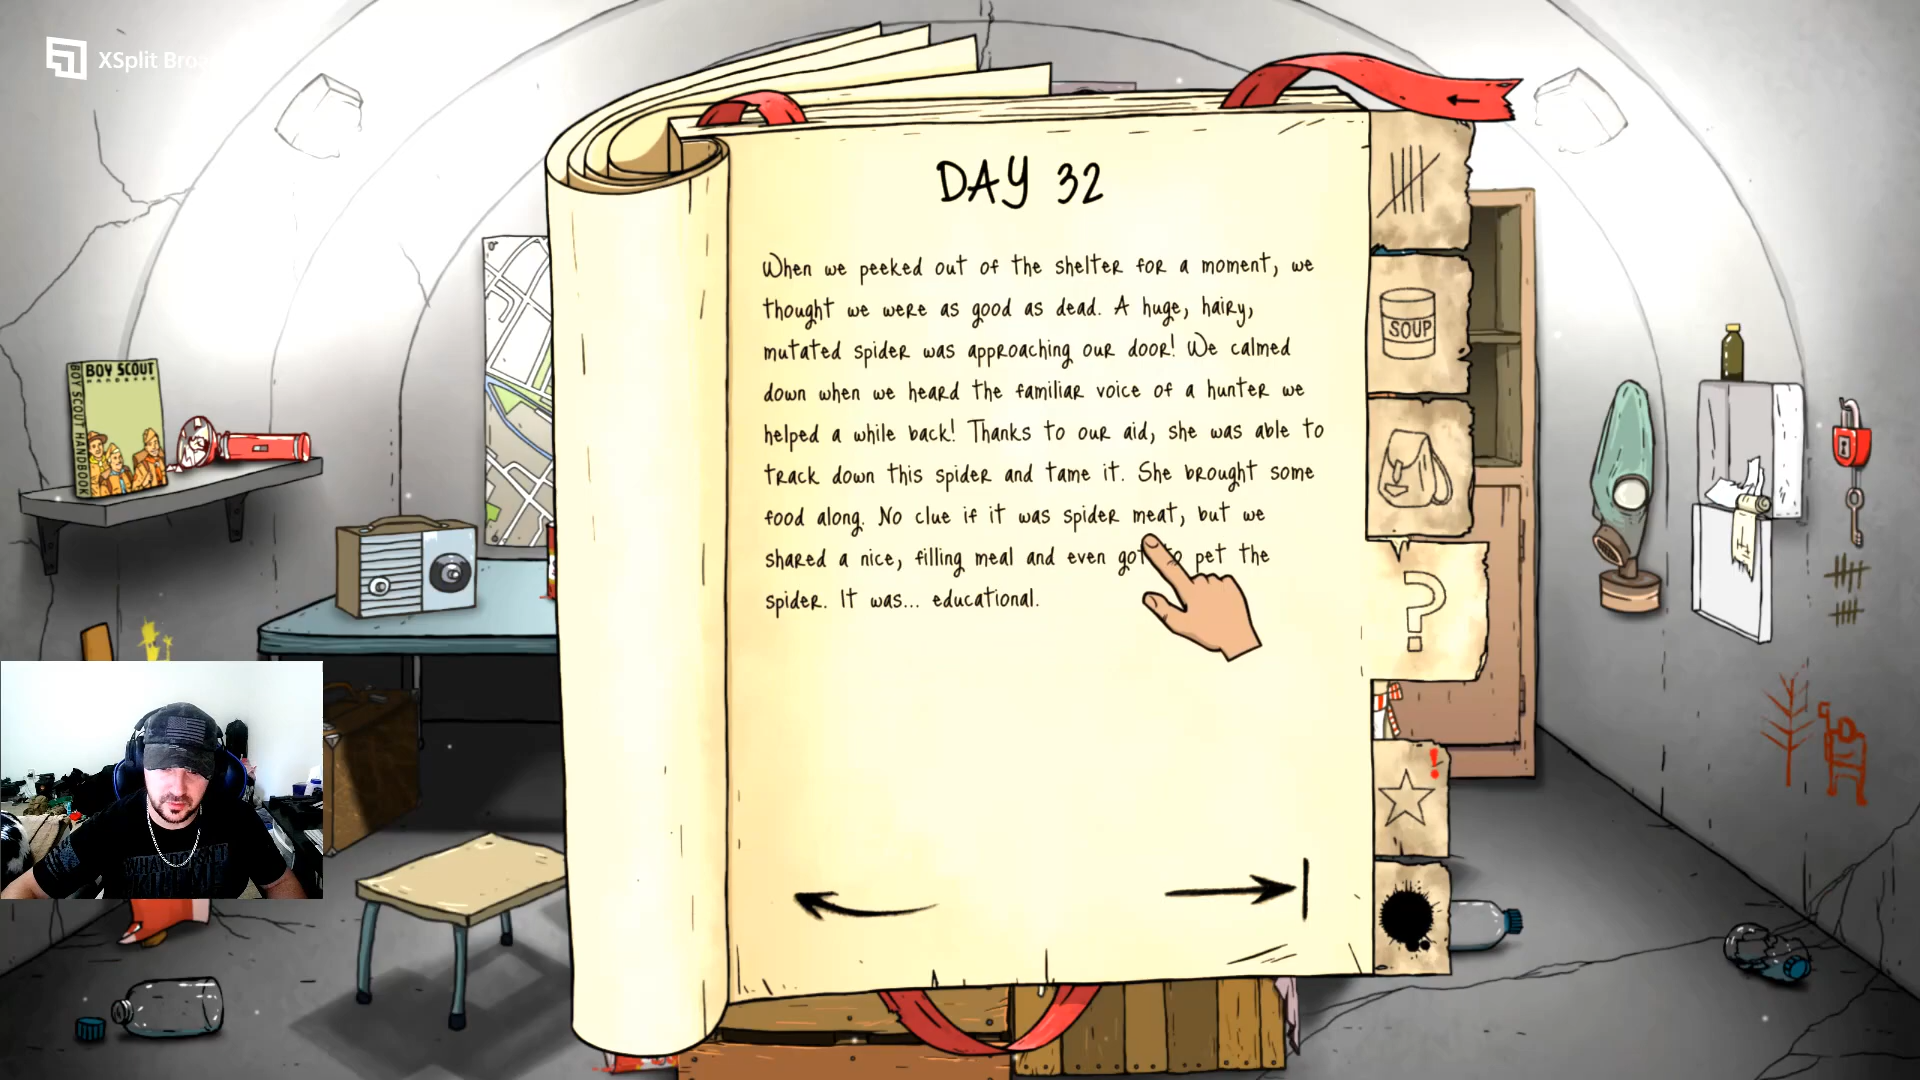 XSplit Broa
DAY 32
When we peeked out of the shelter for a moment, we
thought we were as good as dead. A huge, hairy,
mutated spider was approaching our door! We calmed
down when we heard the familiar voice of a hunter we
helped a while back! Thanks to our aid, she was able to
track down this spider and tame it. She brought some
food along. No clue if it was spider meat, but we
shared a nice, filling meal and even got to pet the
spider. It was... educational.
SOUP
?
!
BOY SCOUT
HANDBOOK
BOY SCOUT HANDBOOK